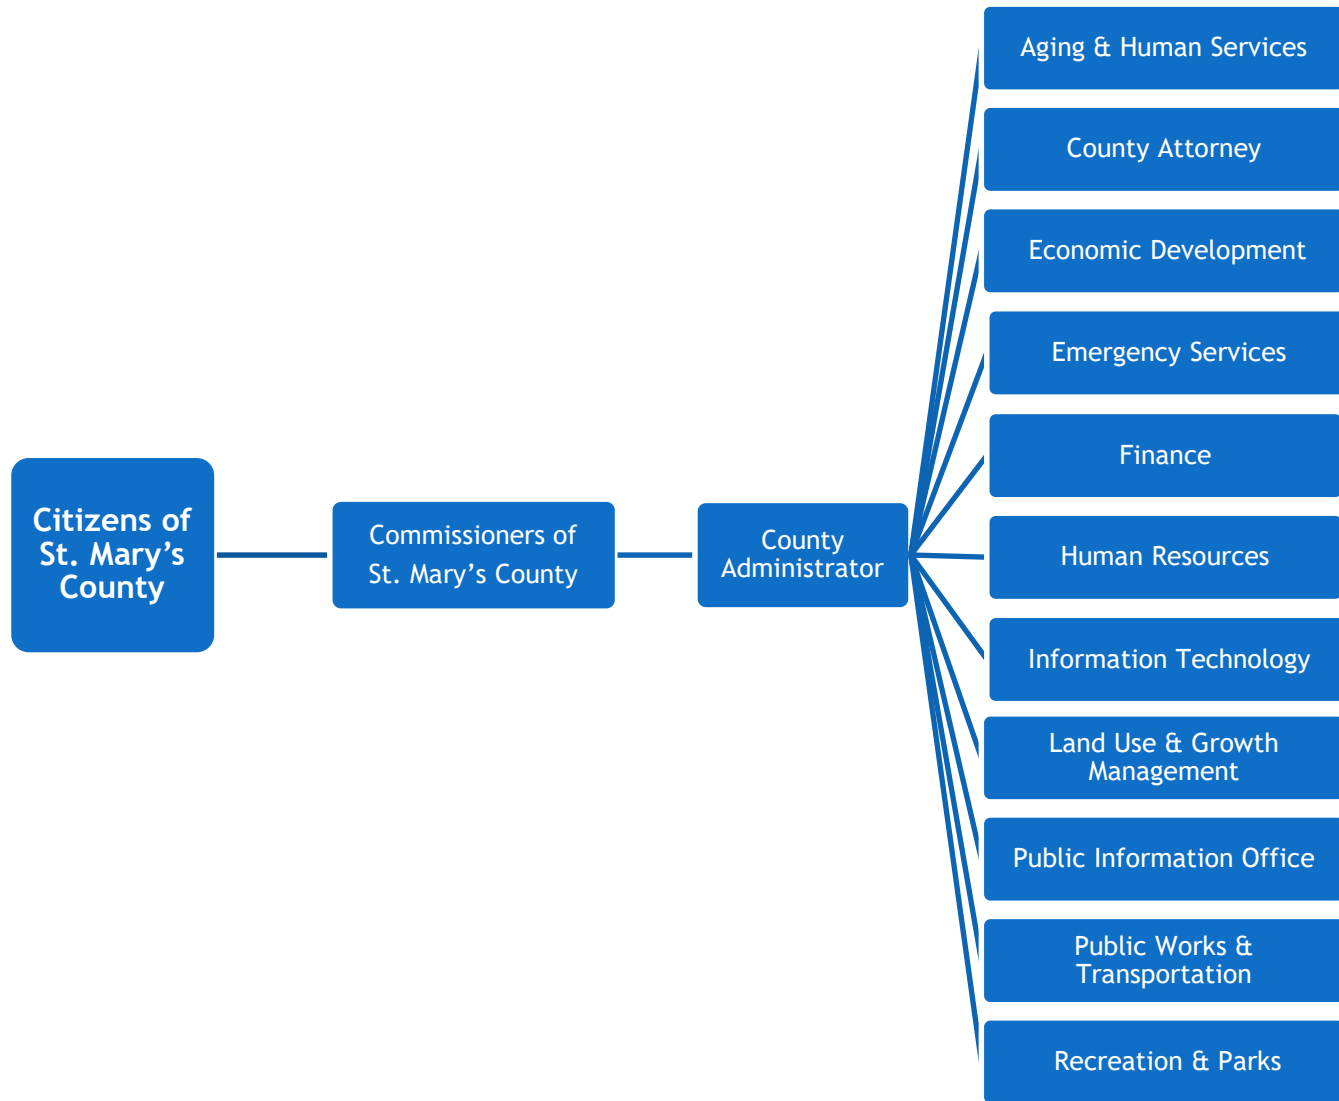 Citizens of
St. Mary’s
County
Commissioners of
St. Mary’s County
County
Administrator
Aging & Human Services
County Attorney
Economic Development
Emergency Services
Finance
Human Resources
Information Technology
Land Use & Growth
Management
Public Information Office
Public Works &
Transportation
Recreation & Parks